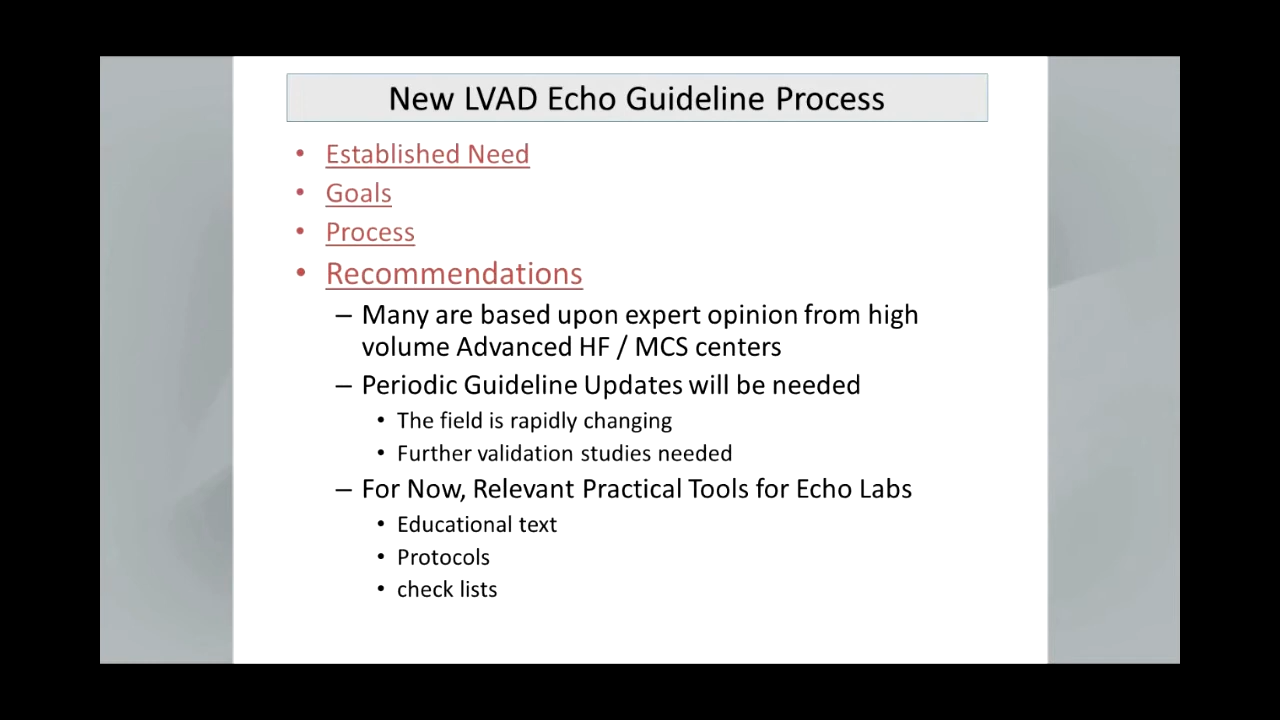 New LVAD Echo Guideline Process
• Established Need
• Goals
• Process
• Recommendations
– Many are based upon expert opinion from high
volume Advanced HF / MCS centers
– Periodic Guideline Updates will be needed
• The field is rapidly changing
• Further validation studies needed
– For Now, Relevant Practical Tools for Echo Labs
• Educational text
• Protocols
• check lists